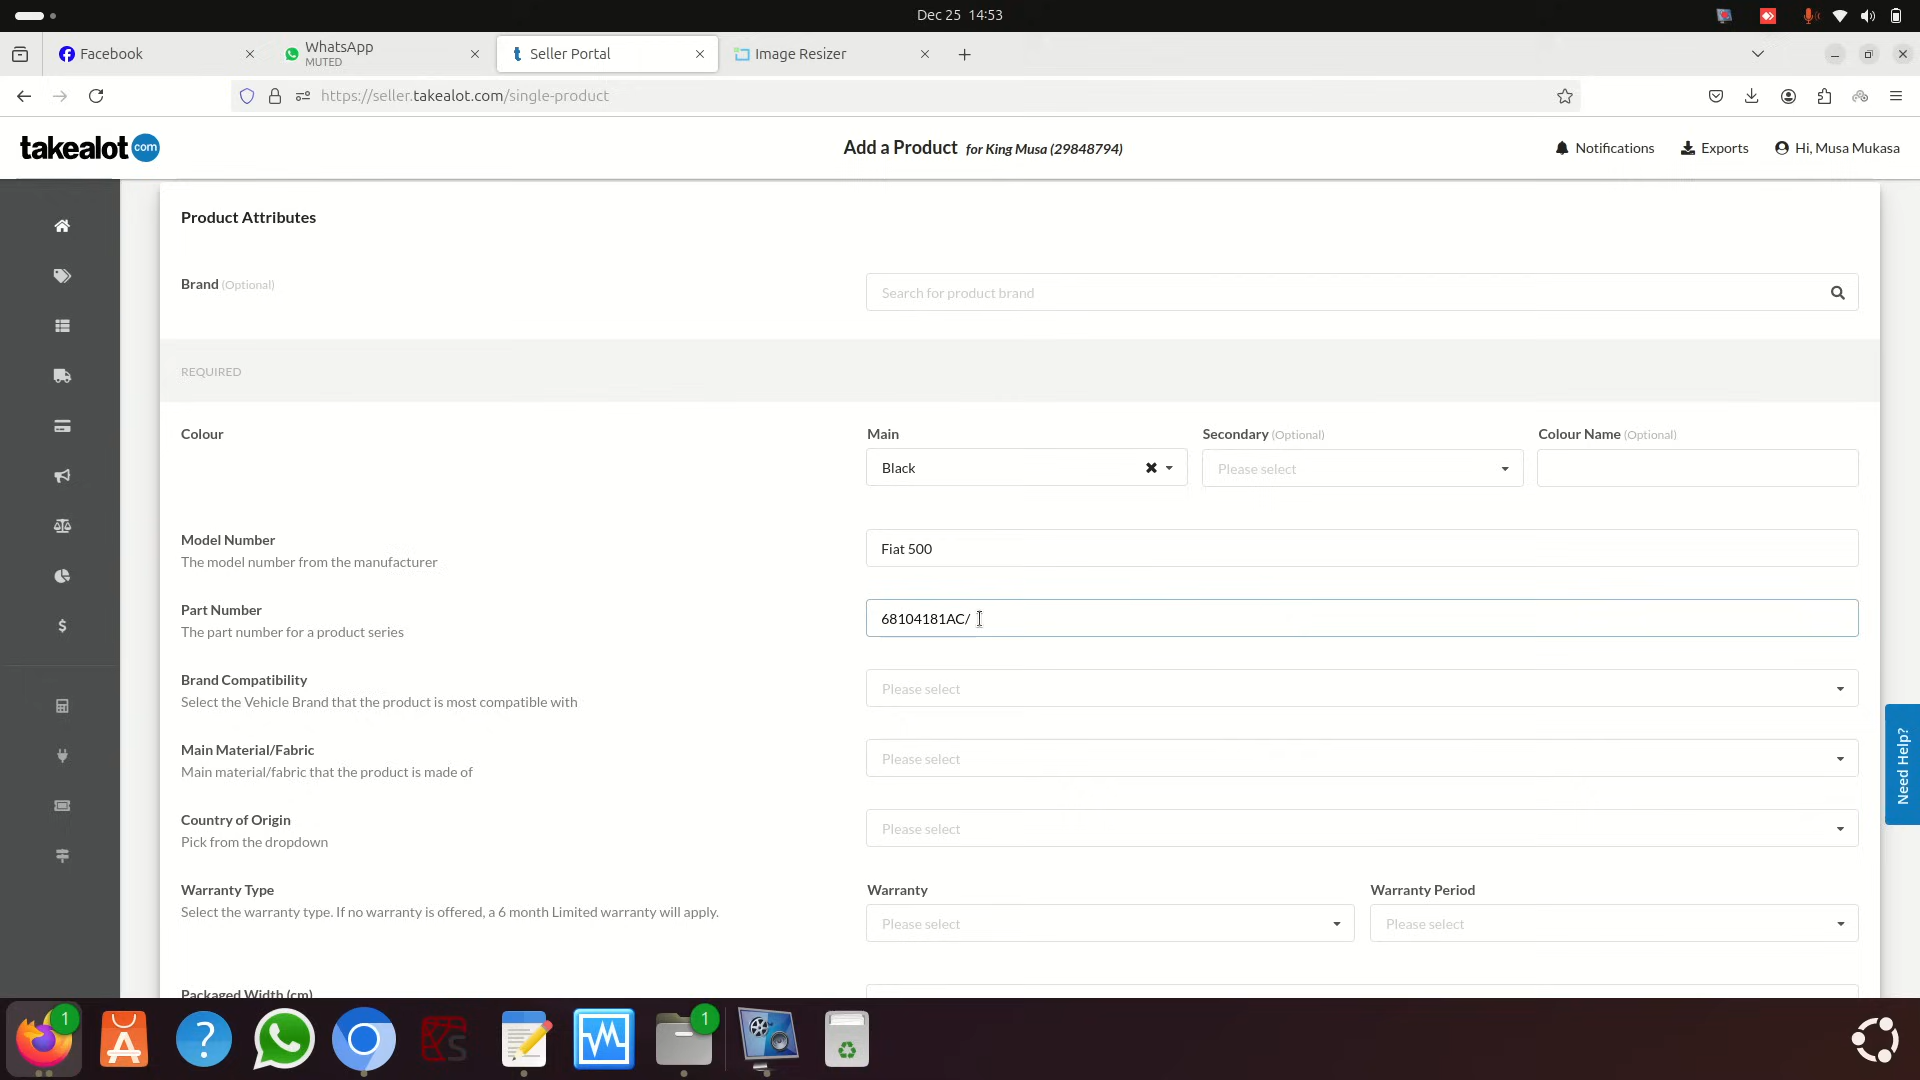 Dec 25 14:53
Facebook
WhatsApp
MUTED
Seller Portal
Image Resizer
https://seller.takealot.com/single-product
takealot com
Add a Product for King Musa (29848794)
Notifications
Exports
Hi, Musa Mukasa
Product Attributes
Brand (Optional)
Search for product brand
REQUIRED
Colour
Main
Secondary (Optional)
Colour Name (Optional)
Black
Please select
Model Number
The model number from the manufacturer
Fiat 500
Part Number
The part number for a product series
68104181AC/
Brand Compatibility
Select the Vehicle Brand that the product is most compatible with
Please select
Main Material/Fabric
Main material/fabric that the product is made of
Please select
Country of Origin
Pick from the dropdown
Please select
Warranty Type
Select the warranty type. If no warranty is offered, a 6 month Limited warranty will apply.
Warranty
Please select
Warranty Period
Please select
Packaged Width (cm)
Need Help?
1
1